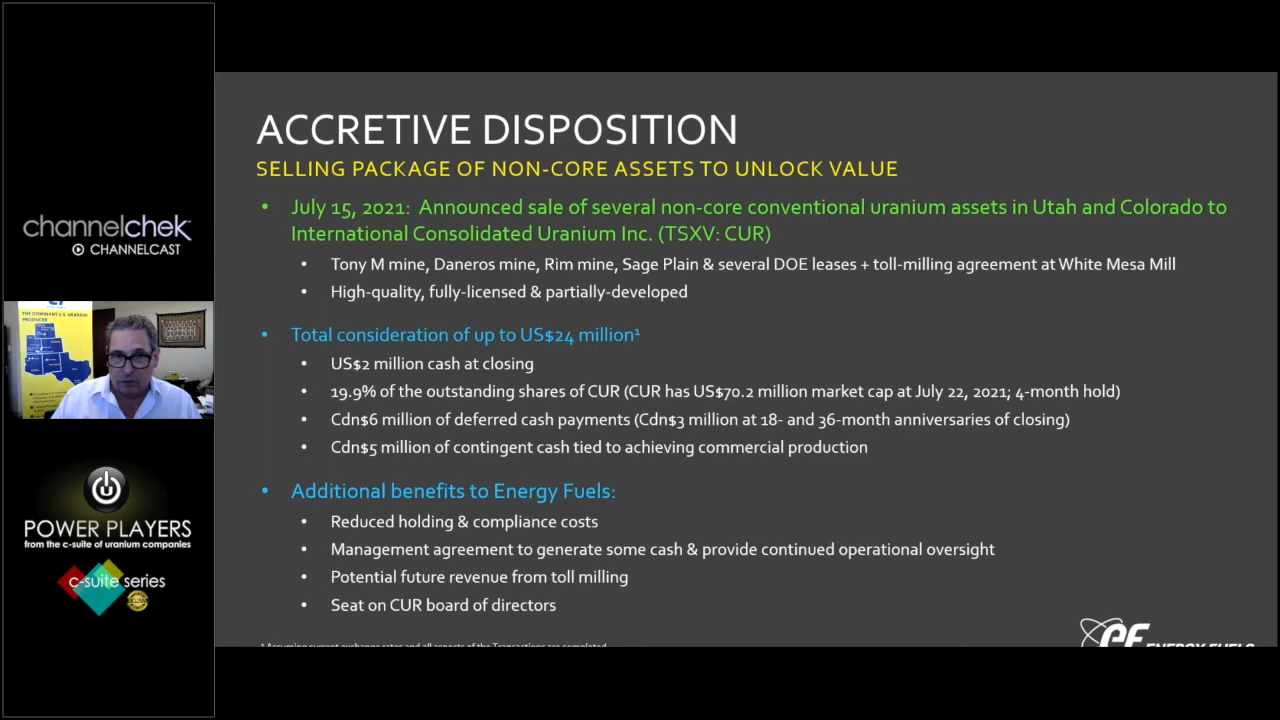 ACCRETIVE DISPOSITION
SELLING PACKAGE OF NON-CORE ASSETS TO UNLOCK VALUE
• July 15, 2021: Announced sale of several non-core conventional uranium assets in Utah and Colorado to
International Consolidated Uranium Inc. (TSXV: CUR)
• Tony M mine, Daneros mine, Rim mine, Sage Plain & several DOE leases + toll-milling agreement at White Mesa Mill
• High-quality, fully-licensed & partially-developed
• Total consideration of up to US$24 million¹
• US$2 million cash at closing
• 19.9% of the outstanding shares of CUR (CUR has US$70.2 million market cap at July 22, 2021; 4-month hold)
• Cdn$6 million of deferred cash payments (Cdn$3 million at 18- and 36-month anniversaries of closing)
• Cdn$5 million of contingent cash tied to achieving commercial production
• Additional benefits to Energy Fuels:
• Reduced holding & compliance costs
• Management agreement to generate some cash & provide continued operational oversight
• Potential future revenue from toll milling
• Seat on CUR board of directors
¹ Assuming current exchange rates and all aspects of the Transactions are completed
ef ENERGY FUELS
channelchek
CHANNELCAST
THE DOMINANT U.S. URANIUM
PRODUCER
POWER PLAYERS
from the c-suite of uranium companies
c-suite series